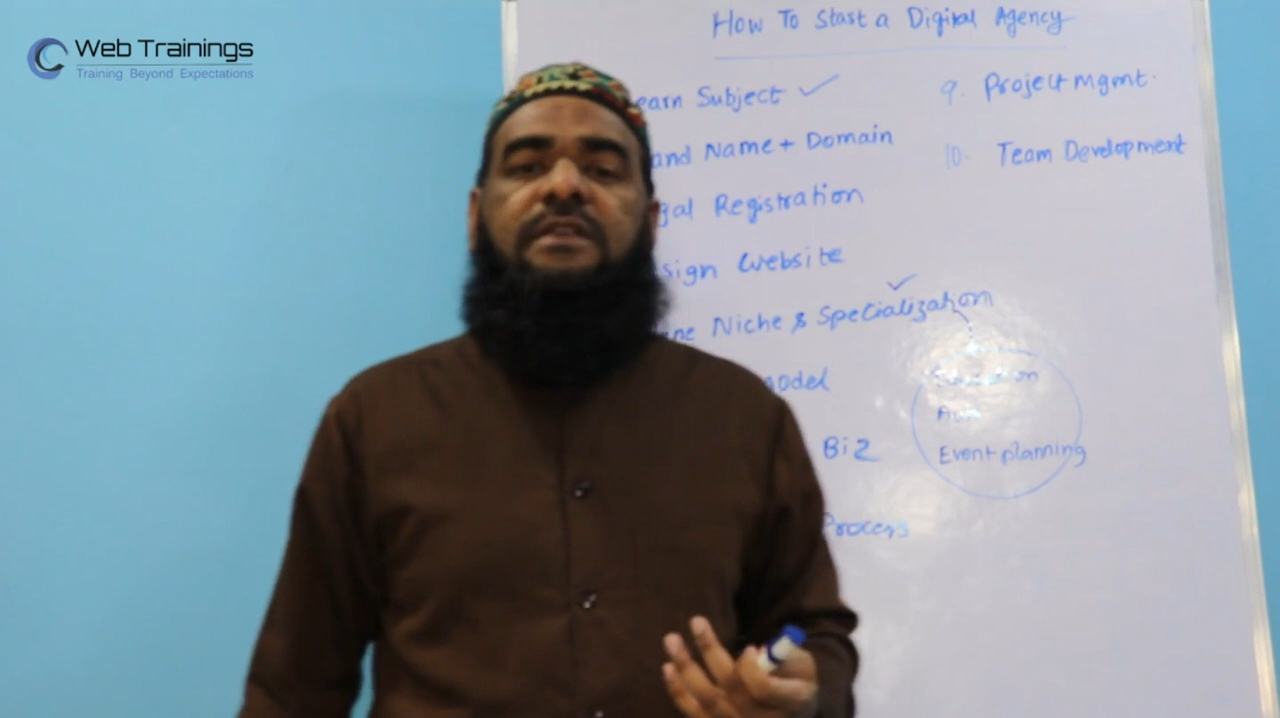 Web Trainings
Training Beyond Expectations
How To Start a Digital Agency
earn Subject ✓
and Name + Domain
gal Registration
sign Website
ne Niche & Specialization ✓
odel
Biz
Process
9. Project mgmt.
10. Team Development
Event planning